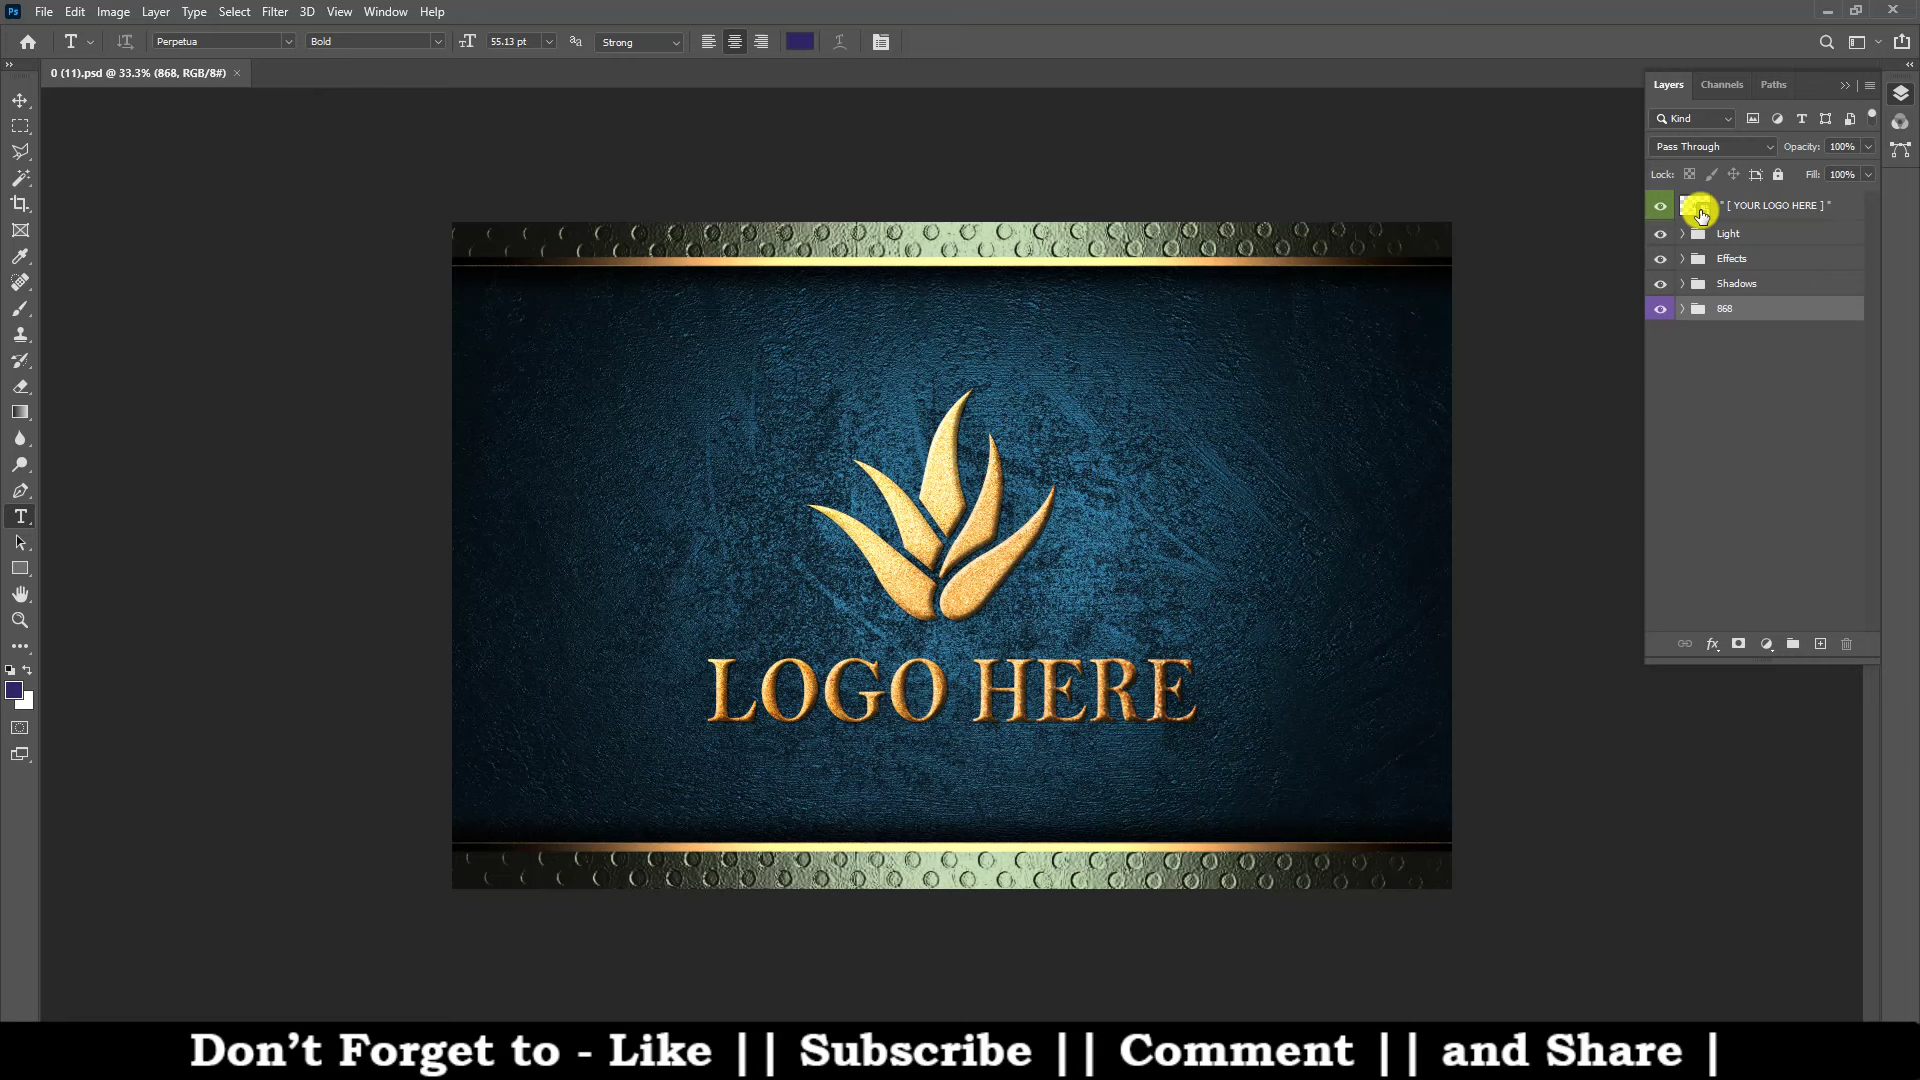 Ps File Edit Image Layer Type Select Filter 3D View Window Help
T Perpetua Bold 55.13 pt Strong
0 (11).psd @ 33.3% (868, RGB/8#) ×
Layers Channels Paths
Kind
Pass Through Opacity: 100%
Lock: Fill: 100%
* [ YOUR LOGO HERE ] *
Light
Effects
Shadows
868
fx
LOGO HERE
Don't Forget to - Like || Subscribe || Comment || and Share |